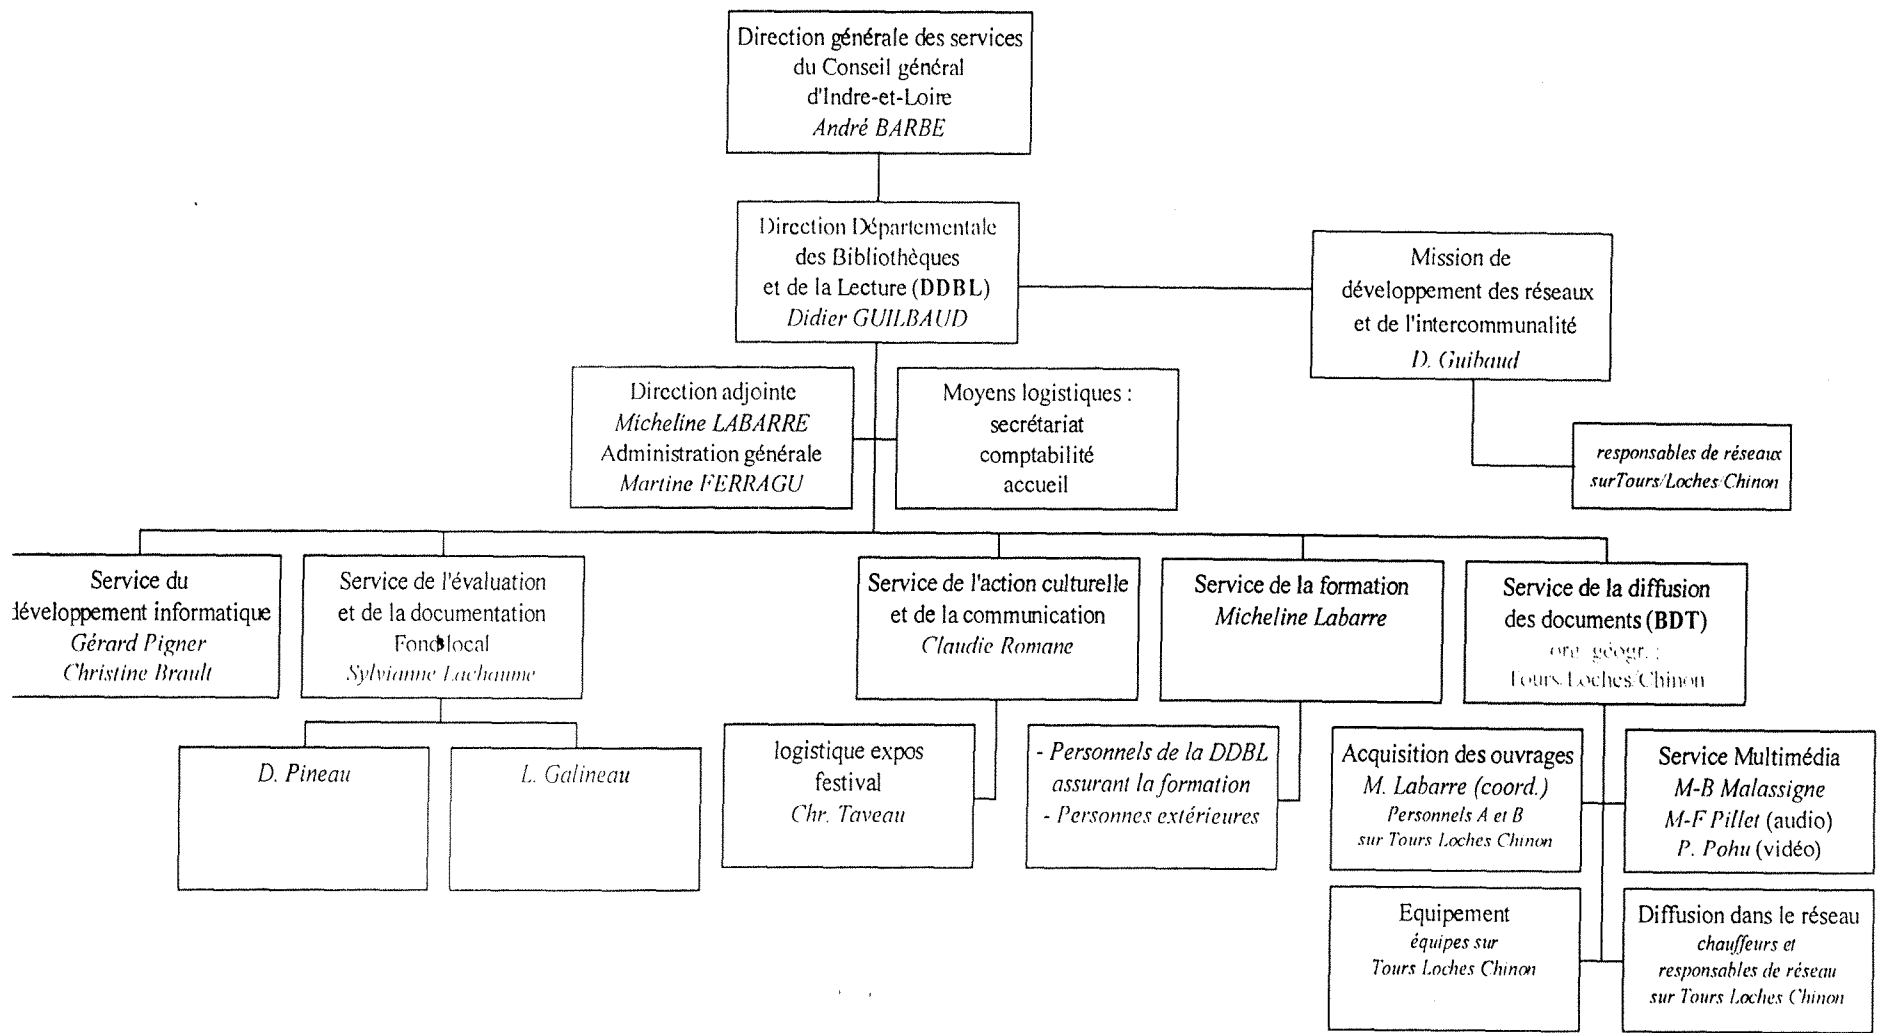 Direction générale des services
du Conseil général
d'Indre-et-Loire
André BARBE
Direction Départementale
des Bibliothèques
et de la Lecture (DDBL)
Didier GUILBAUD
Mission de
développement des réseaux
et de l'intercommunalité
D. Guibaud
Direction adjointe
Micheline LABARRE
Administration générale
Martine FERRAGU
Moyens logistiques :
secrétariat
comptabilité
accueil
responsables de réseaux
surTours/Loches/Chinon
Service du
développement informatique
Gérard Pigner
Christine Brault
Service de l'évaluation
et de la documentation
Fonds local
Sylvianne Lachaume
Service de l'action culturelle
et de la communication
Claudie Romane
Service de la formation
Micheline Labarre
Service de la diffusion
des documents (BDT)
org. géogr. :
Tours/Loches/Chinon
D. Pineau
L. Galineau
logistique expos
festival
Chr. Taveau
- Personnels de la DDBL
assurant la formation
- Personnes extérieures
Acquisition des ouvrages
M. Labarre (coord.)
Personnels A et B
sur Tours Loches Chinon
Service Multimédia
M-B Malassigne
M-F Pillet (audio)
P. Pohu (vidéo)
Equipement
équipes sur
Tours Loches Chinon
Diffusion dans le réseau
chauffeurs et
responsables de réseau
sur Tours Loches Chinon